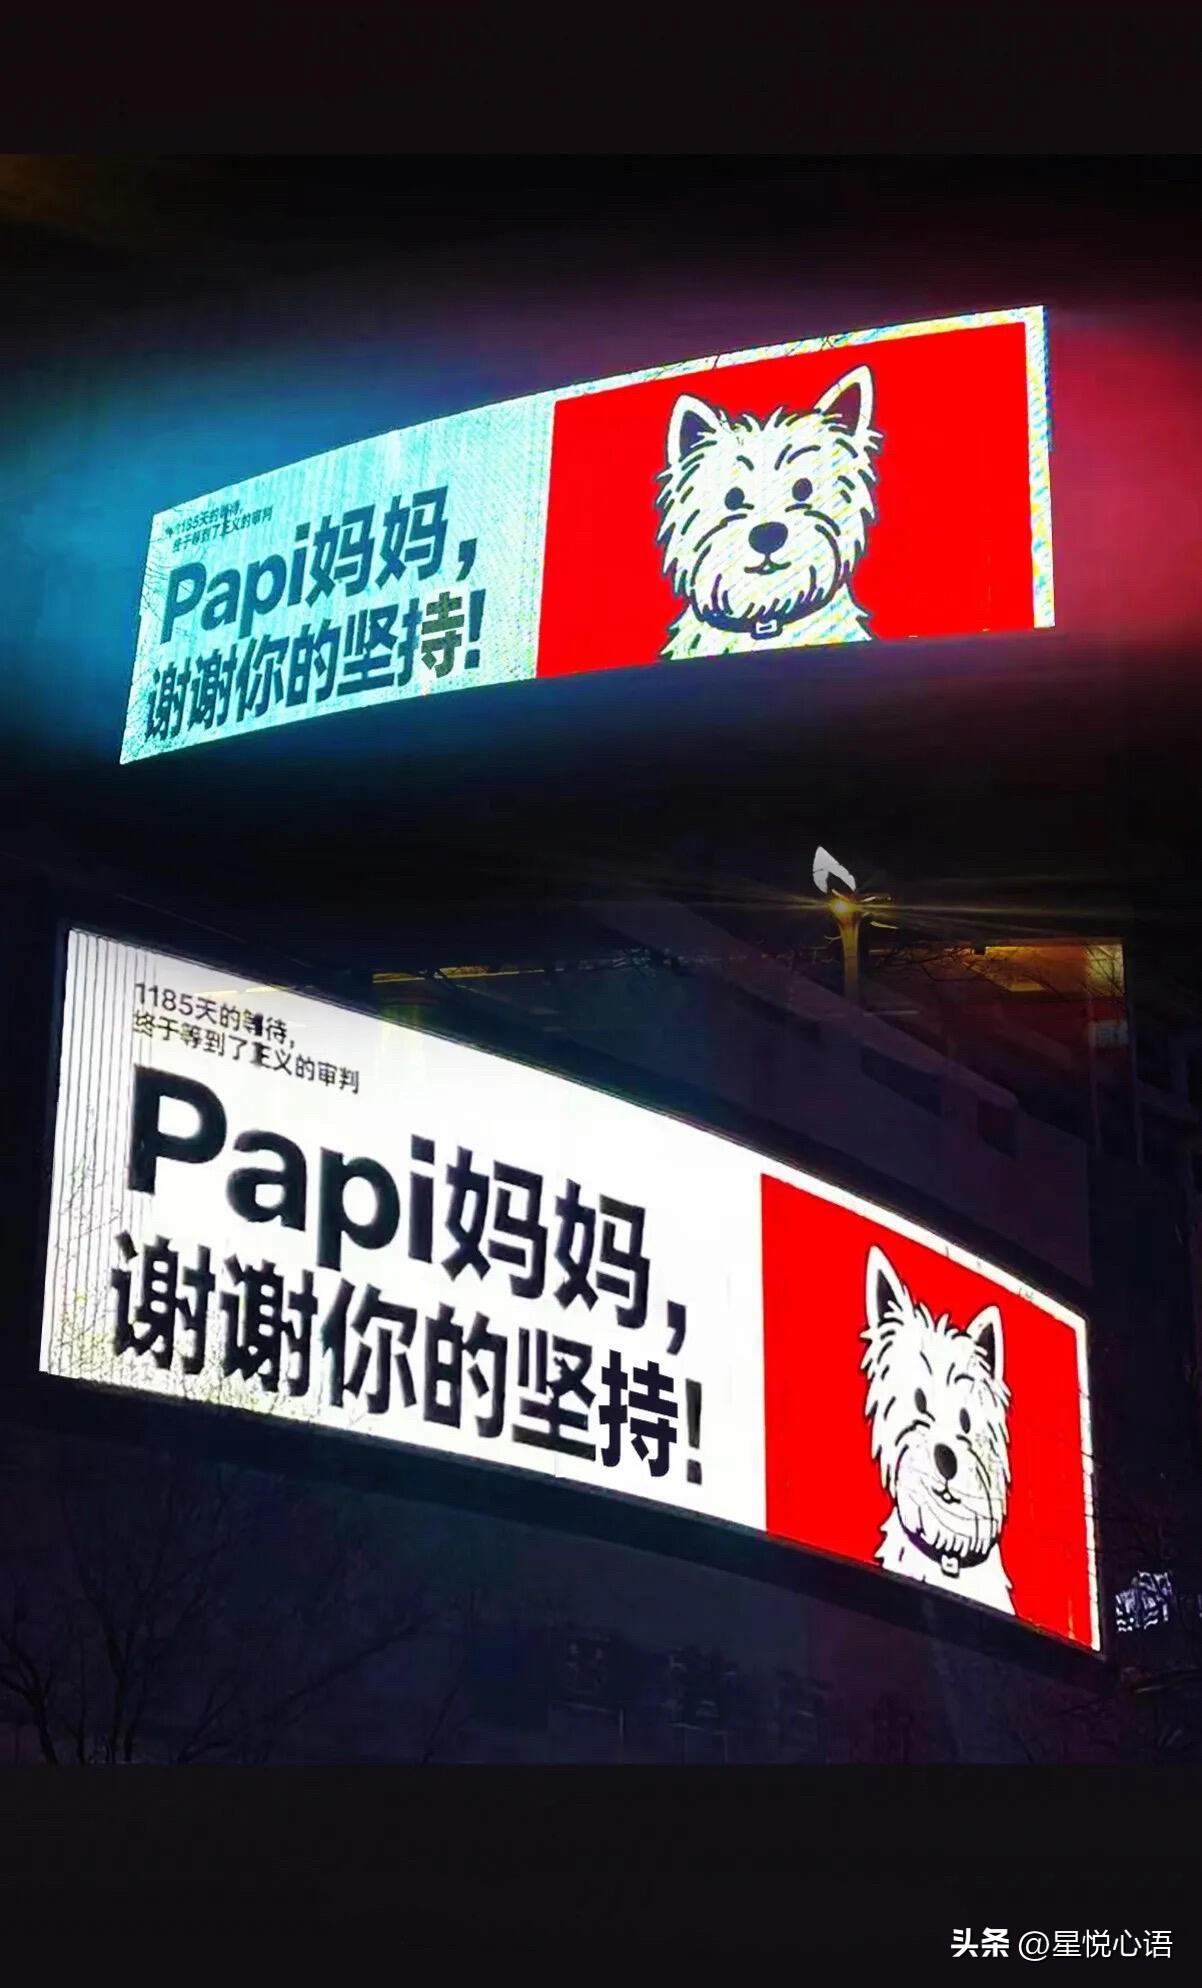 1185天的等待,
终于等到了正义的审判
Papi妈妈,
谢谢你的坚持!
1185天的等待,
终于等到了正义的审判
Papi妈妈,
谢谢你的坚持!
头条 @星悦心语